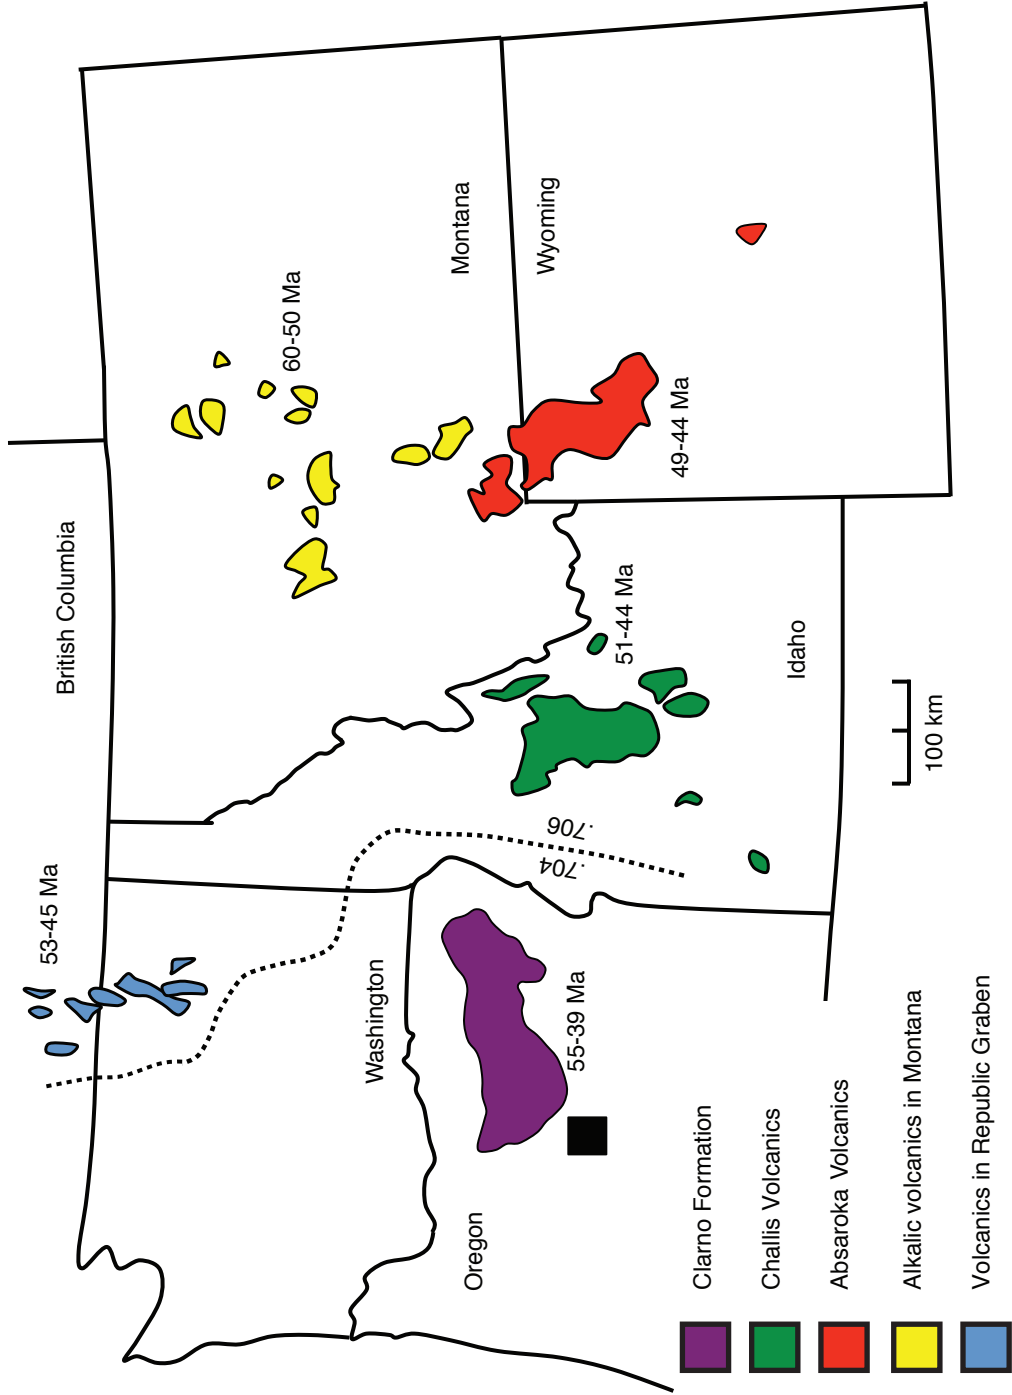 British Columbia
53-45 Ma
60-50 Ma
Montana
Wyoming
49-44 Ma
51-44 Ma
Idaho
.706
.704
Washington
55-39 Ma
Oregon
100 km
Clarno Formation
Challis Volcanics
Absaroka Volcanics
Alkalic volcanics in Montana
Volcanics in Republic Graben